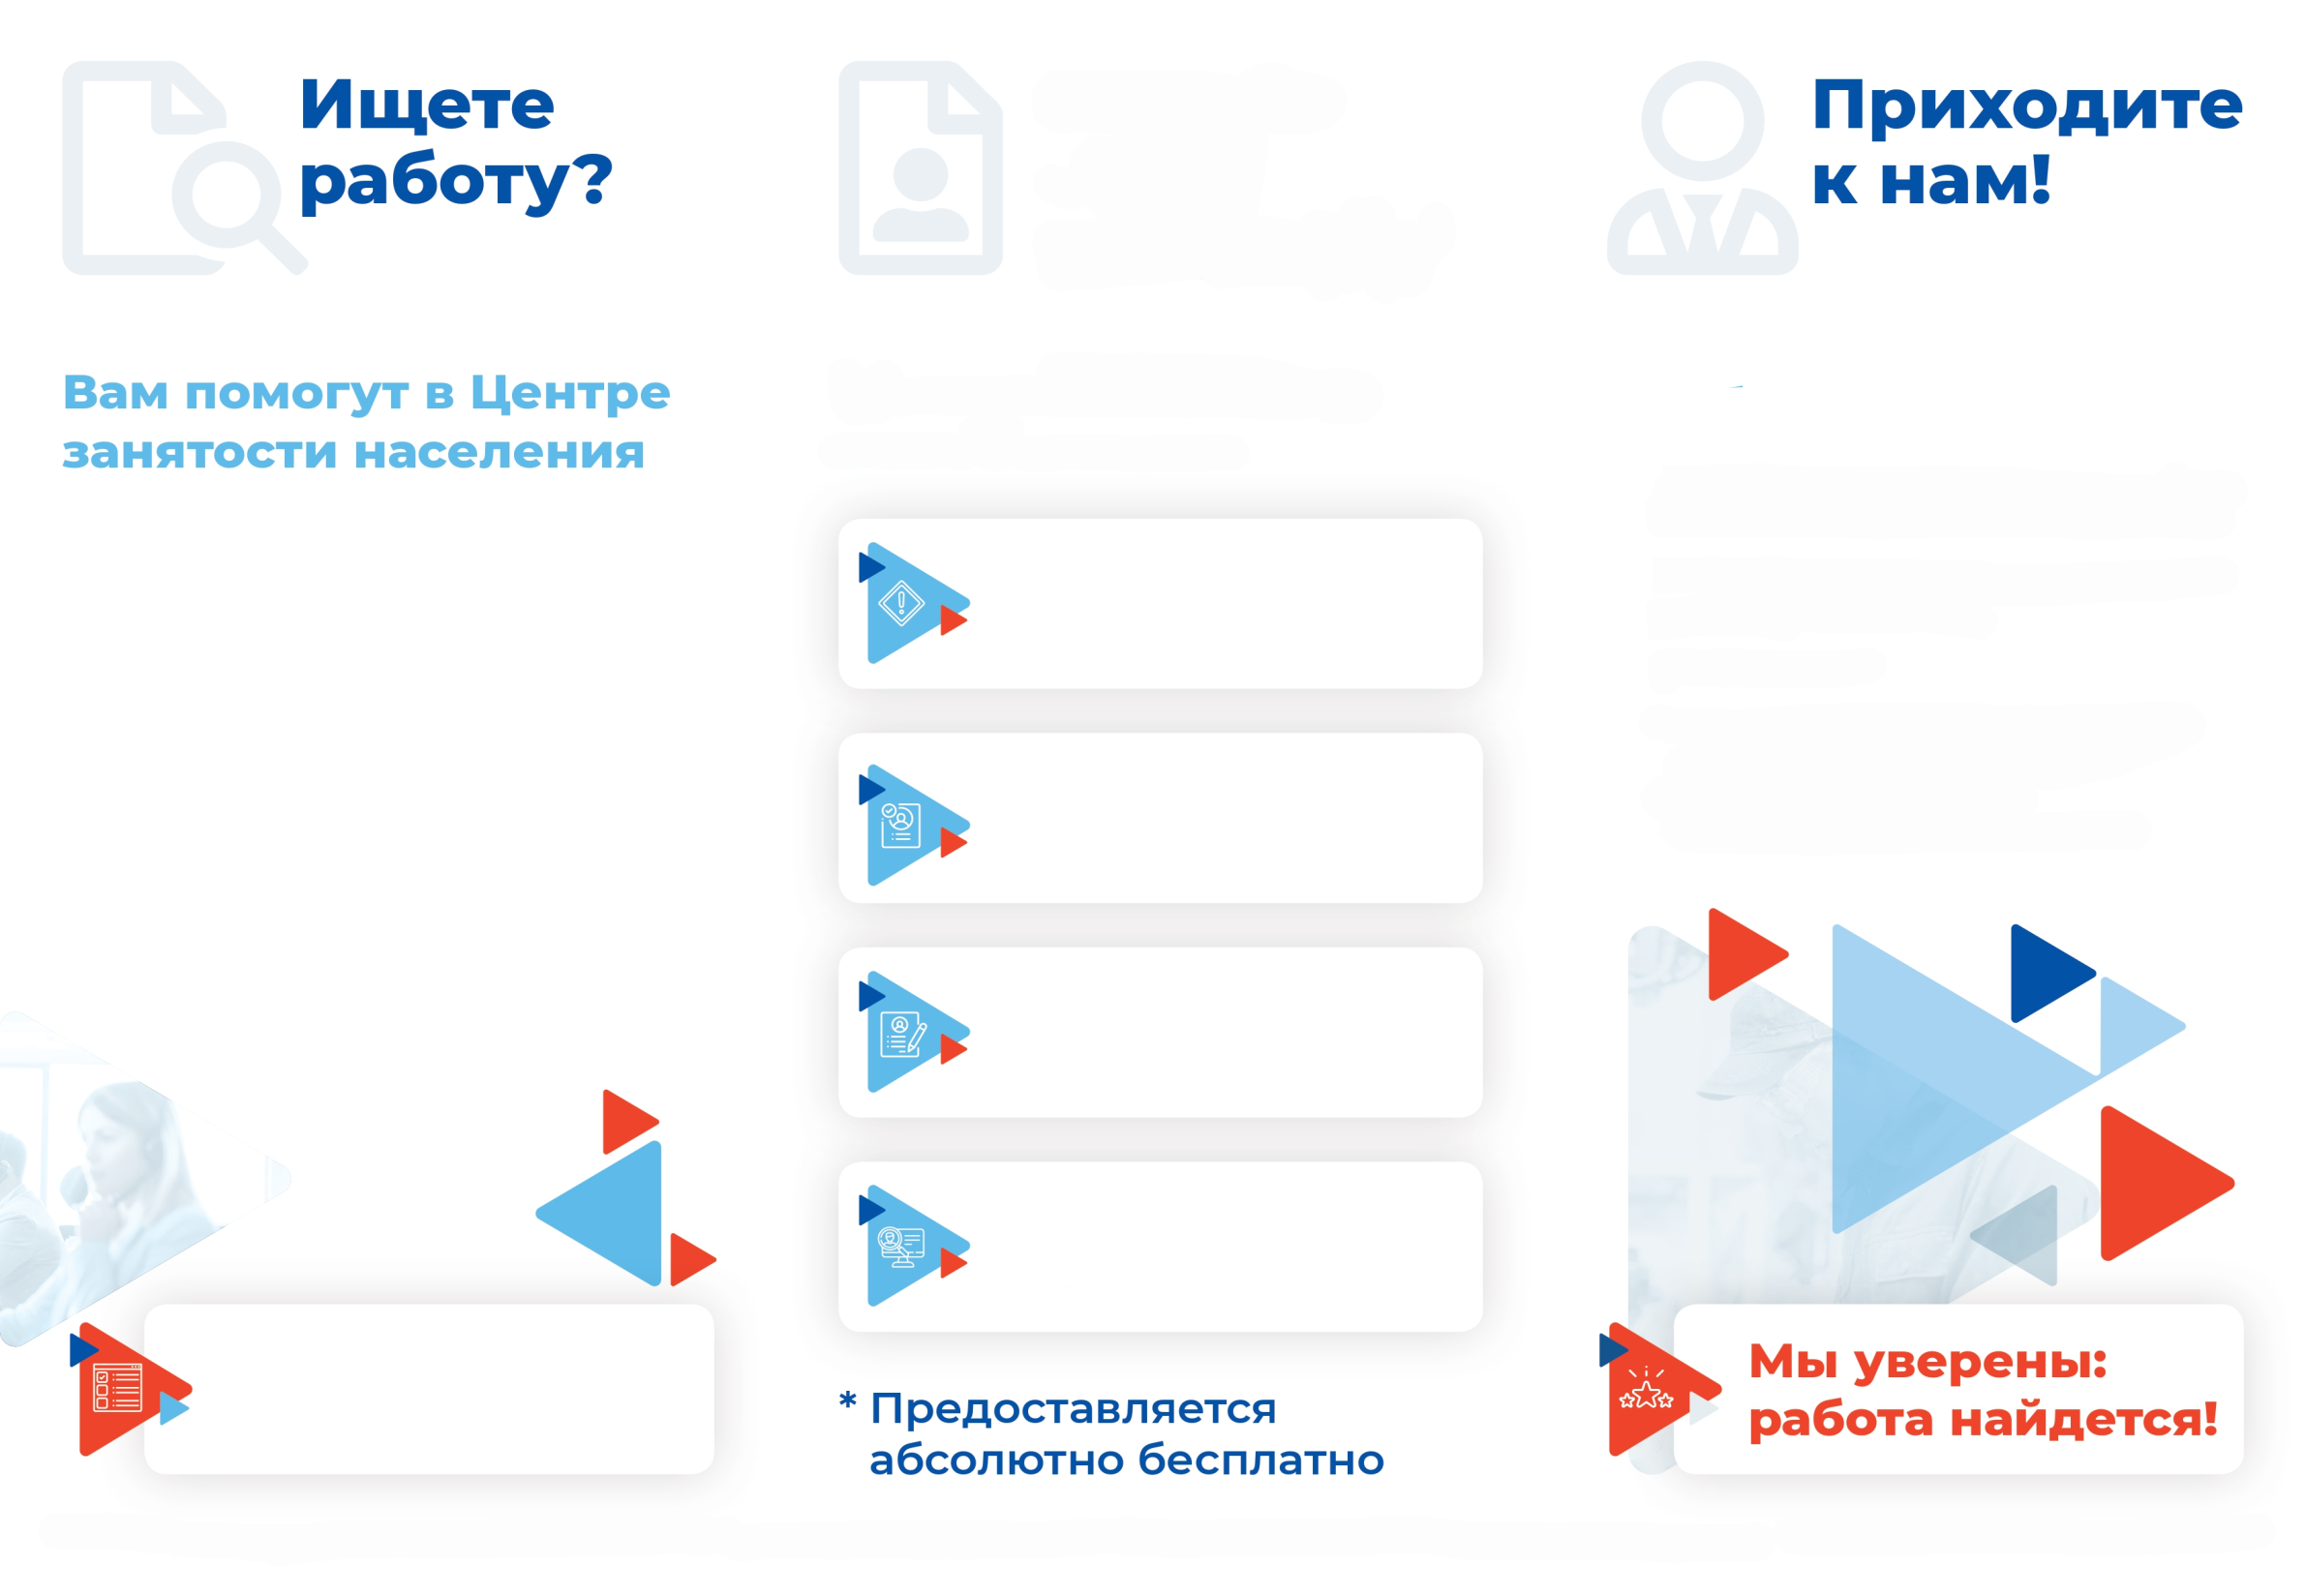 Ищете
работу?
Вам помогут в Центре
занятости населения
* Предоставляется
абсолютно бесплатно
Приходите
к нам!
Мы уверены:
работа найдется!